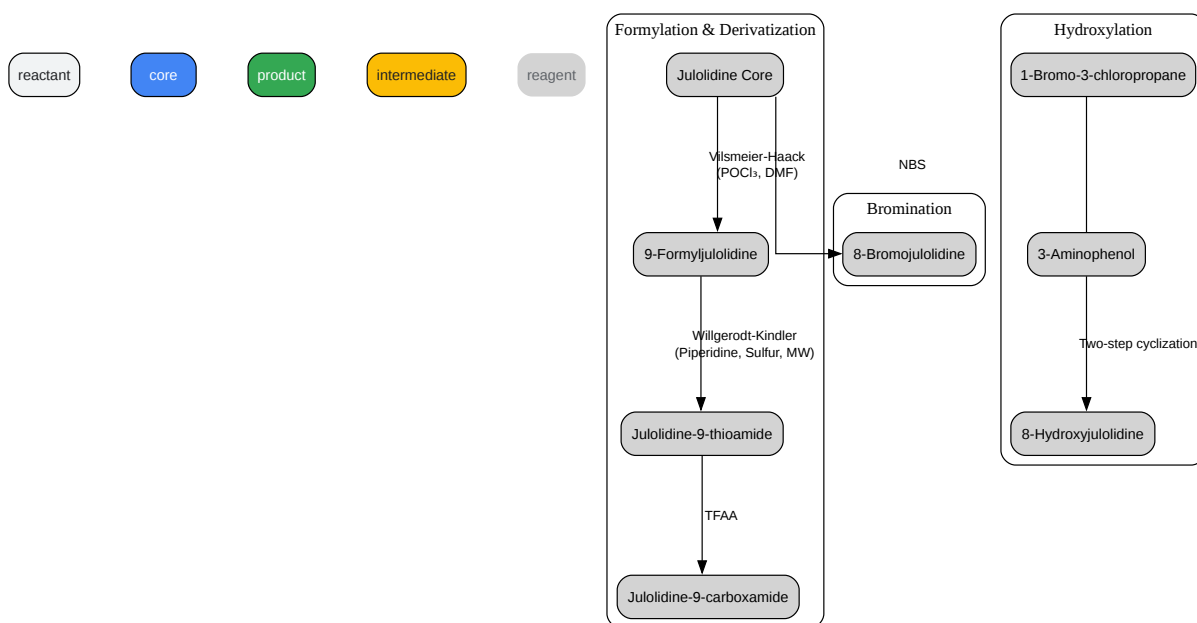 reactant
core
product
intermediate
reagent
Formylation & Derivatization
Julolidine Core
Vilsmeier-Haack
(POCl₃, DMF)
9-Formyljulolidine
Willgerodt-Kindler
(Piperidine, Sulfur, MW)
Julolidine-9-thioamide
TFAA
Julolidine-9-carboxamide
NBS
Bromination
8-Bromojulolidine
Hydroxylation
1-Bromo-3-chloropropane
3-Aminophenol
Two-step cyclization
8-Hydroxyjulolidine